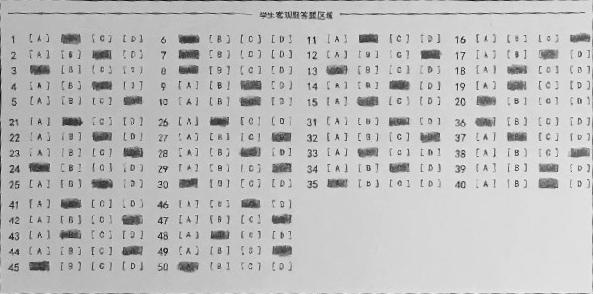 学生客观题答题区域
1 [A] [C] [D] 6 [B] [C] [D] 11 [A] [C] [D] 16 [A] [B] [C]
2 [A] [B] [D] 7 [B] [C] [D] 12 [A] [B] [C] 17 [A] [B] [D]
3 [B] [C] [D] 8 [B] [C] [D] 13 [B] [C] [D] 18 [A] [C] [D]
4 [A] [B] [D] 9 [A] [B] [D] 14 [A] [B] [D] 19 [A] [C] [D]
5 [A] [B] [C] 10 [A] [B] [D] 15 [A] [C] [D] 20 [B] [C] [D]
21 [A] [C] [D] 26 [A] [C] [D] 31 [A] [B] [D] 36 [B] [C] [D]
22 [A] [B] [D] 27 [A] [B] [C] 32 [A] [B] [C] 37 [A] [C] [D]
23 [A] [B] [C] 28 [A] [B] [D] 33 [A] [C] [D] 38 [A] [B] [C]
24 [B] [C] [D] 29 [A] [B] [C] 34 [A] [B] [D] 39 [A] [B] [D]
25 [A] [B] [D] 30 [B] [C] [D] 35 [B] [C] [D] 40 [A] [B] [D]
41 [A] [C] [D] 46 [A] [B] [D]
42 [A] [B] [C] 47 [A] [B] [C]
43 [A] [C] [D] 48 [A] [C] [D]
44 [A] [B] [C] 49 [A] [B] [C]
45 [B] [C] [D] 50 [B] [C] [D]